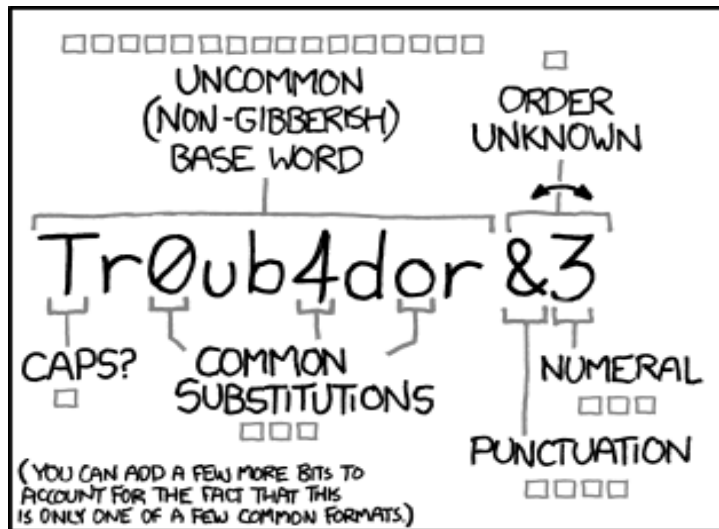 UNCOMMON
(NON-GIBBERISH)
BASE WORD
ORDER
UNKNOWN
Tr0ub4dor &3
CAPS?
COMMON
SUBSTITUTIONS
NUMERAL
PUNCTUATION
(YOU CAN ADD A FEW MORE BITS TO
ACCOUNT FOR THE FACT THAT THIS
IS ONLY ONE OF A FEW COMMON FORMATS.)